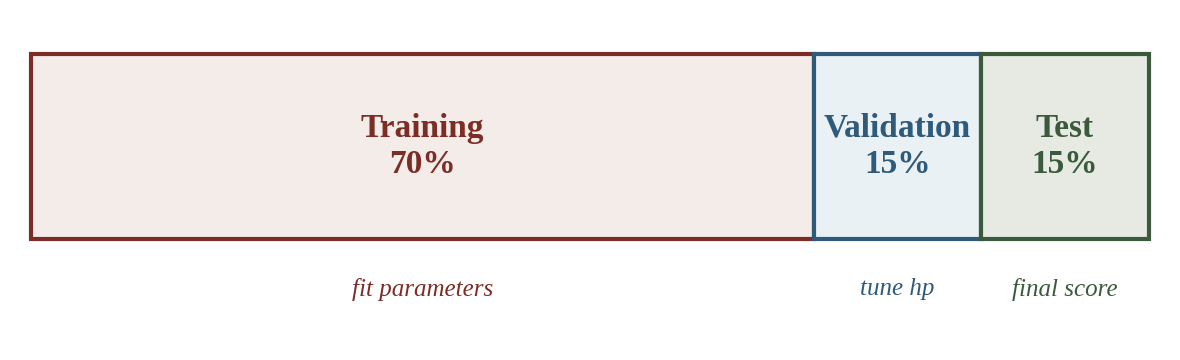 Training
70%
Validation
15%
Test
15%
fit parameters
tune hp
final score